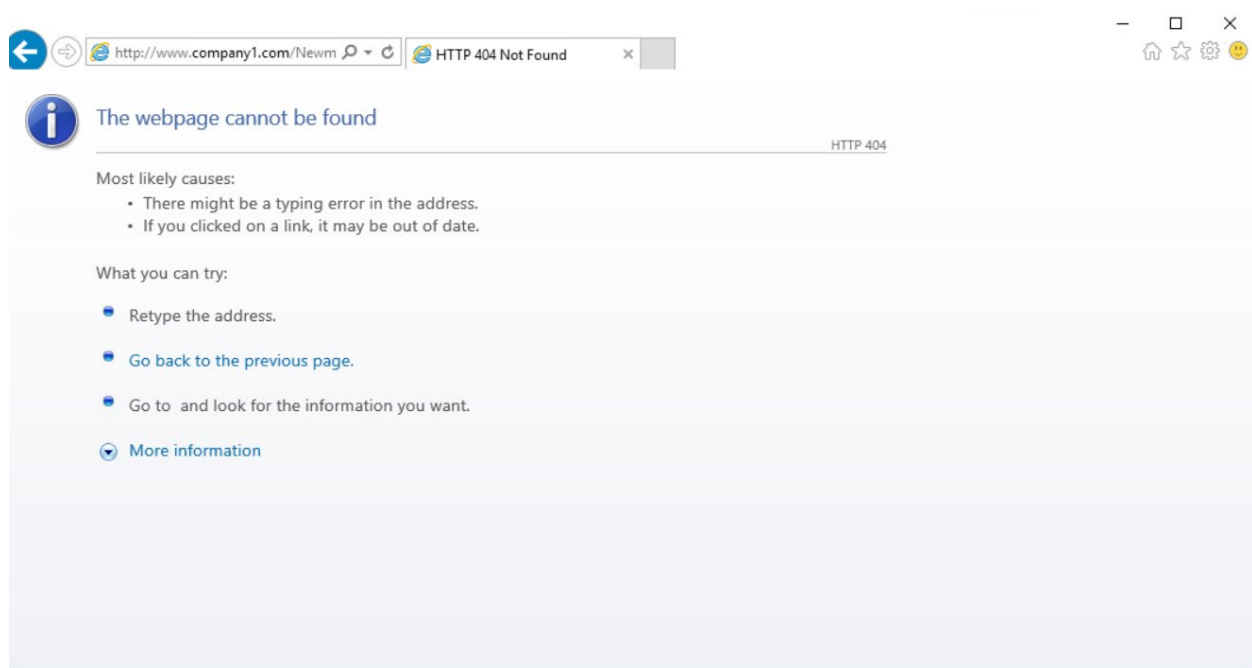 http://www.company1.com/Newm
HTTP 404 Not Found
The webpage cannot be found
HTTP 404
Most likely causes:
• There might be a typing error in the address.
• If you clicked on a link, it may be out of date.
What you can try:
Retype the address.
Go back to the previous page.
Go to  and look for the information you want.
More information